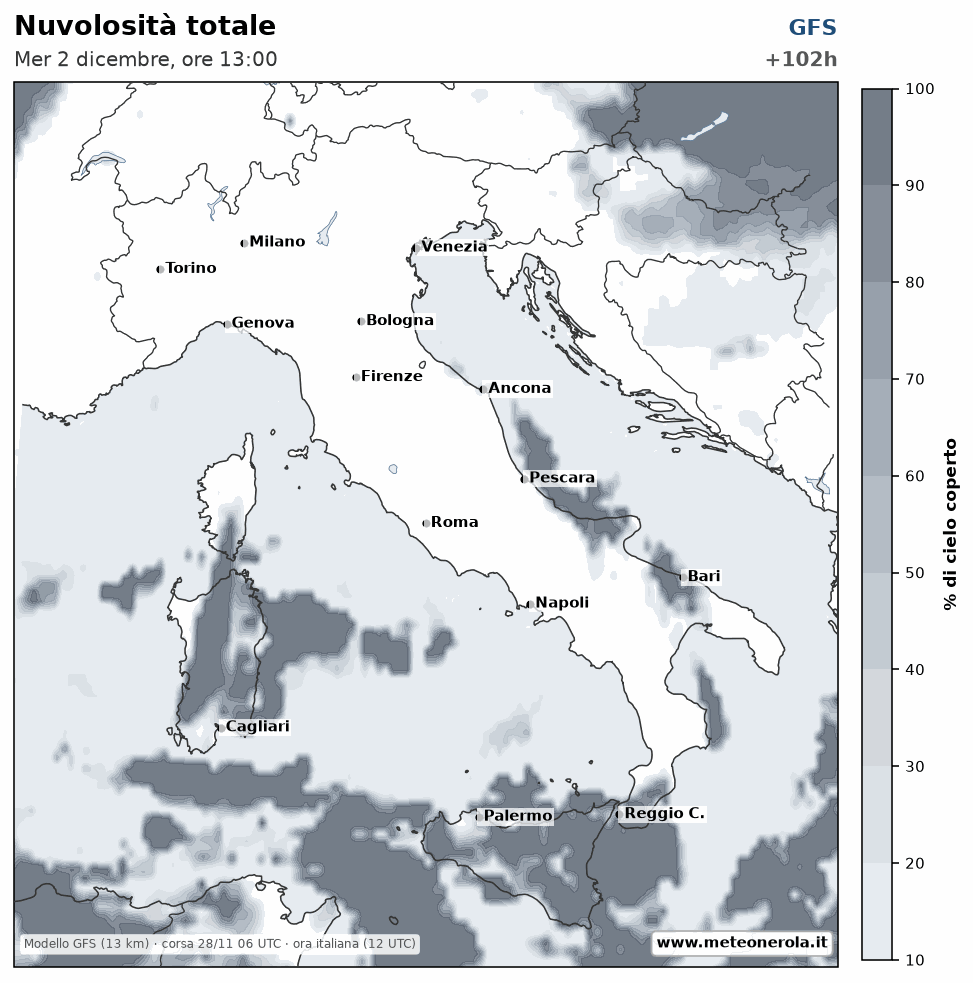 Nuvolosità totale
GFS
Mer 2 dicembre, ore 13:00
+102h
Milano
Venezia
Torino
Genova
Bologna
Firenze
Ancona
Pescara
Roma
Bari
Napoli
Cagliari
Palermo
Reggio C.
100
90
80
70
60
50
40
30
20
10
% di cielo coperto
Modello GFS (13 km) · corsa 28/11 06 UTC · ora italiana (12 UTC)
www.meteonerola.it